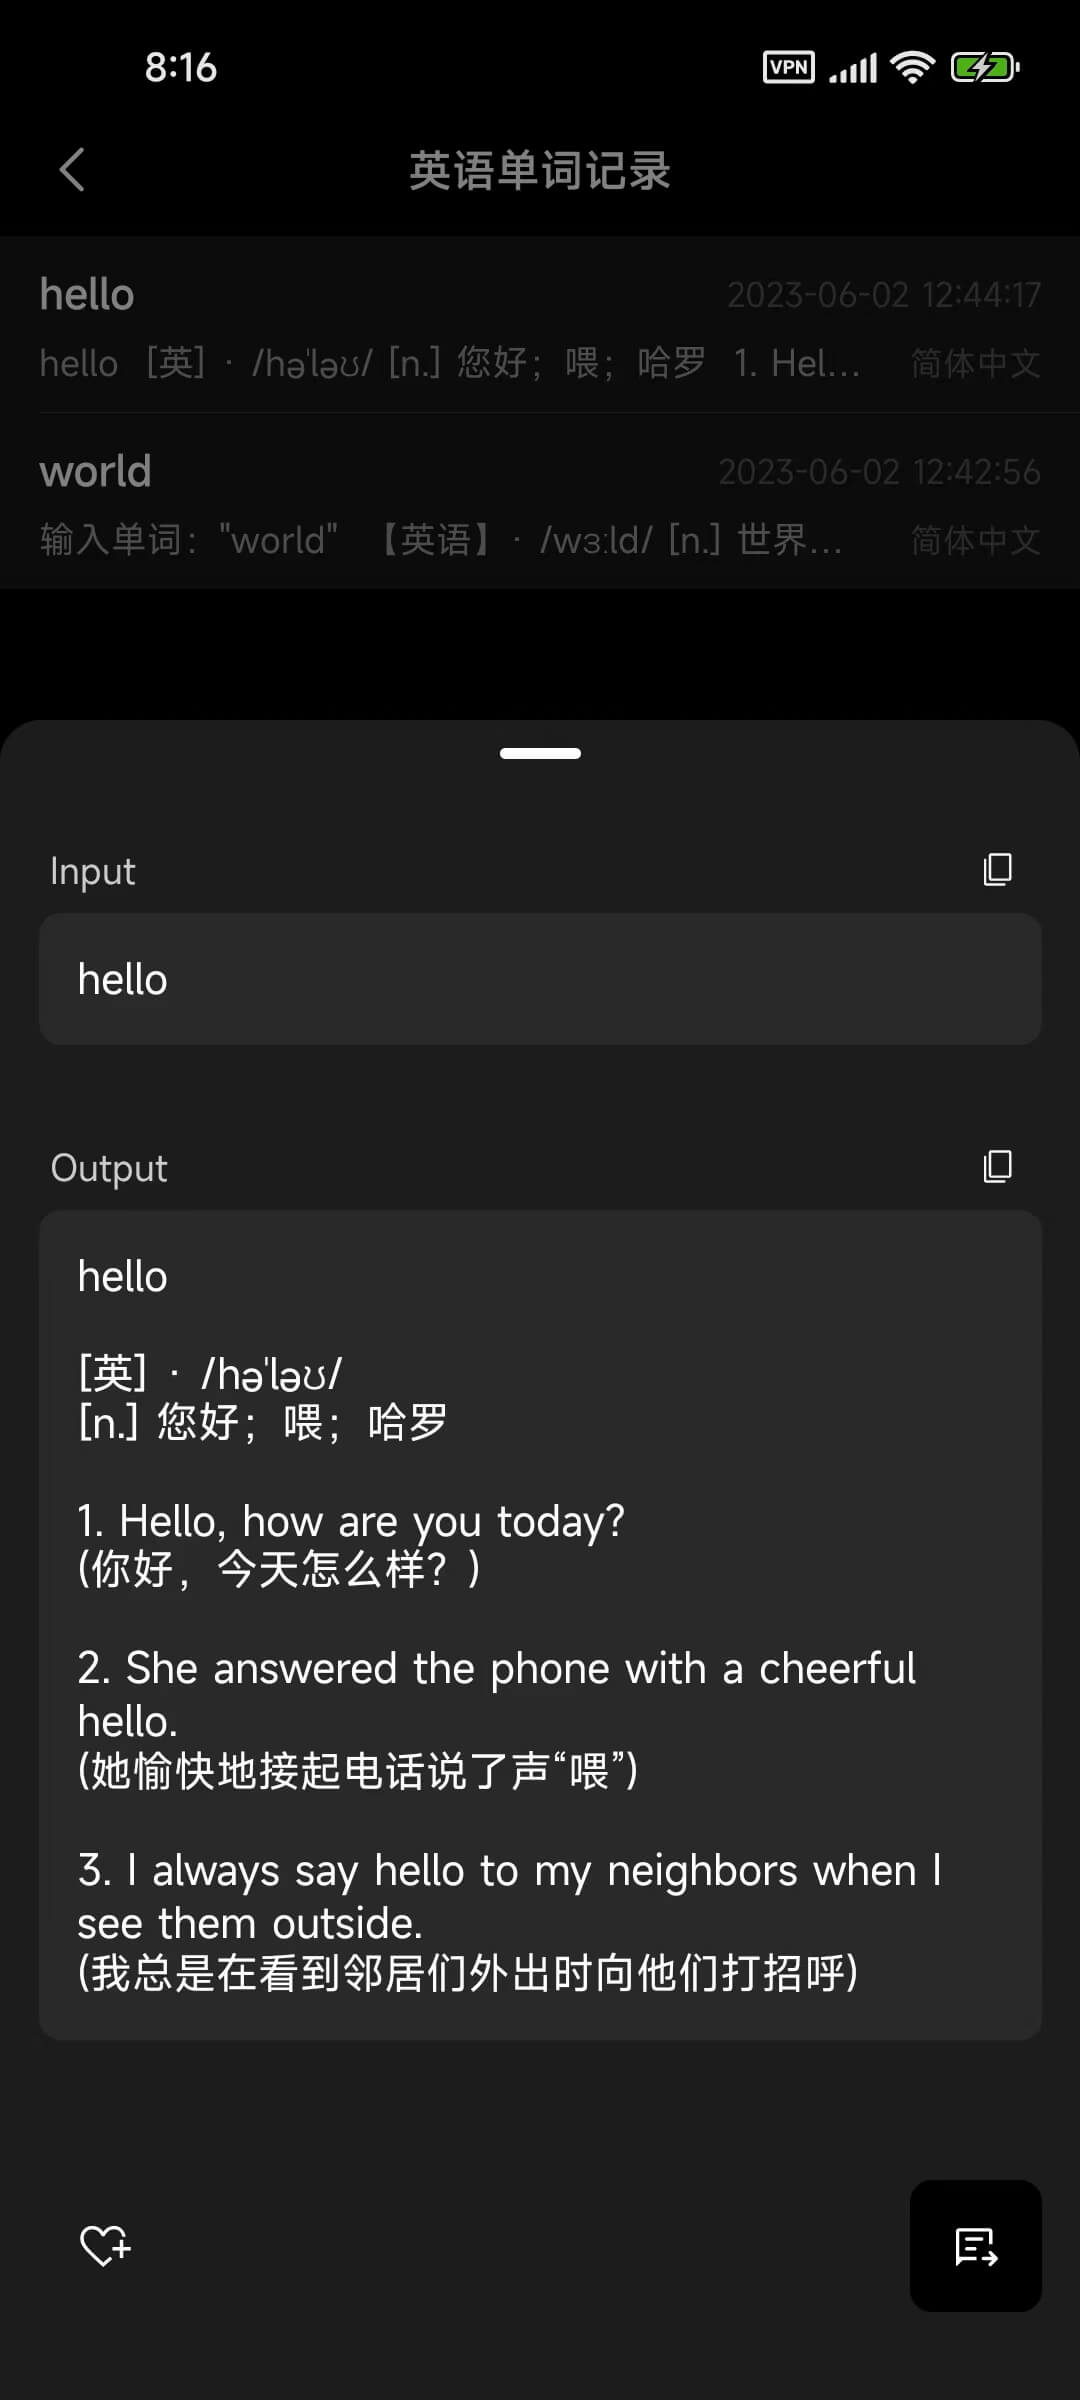 8:16
VPN
英语单词记录
hello
2023-06-02 12:44:17
hello [英] · /həˈləʊ/ [n.] 您好；喂；哈罗 1. Hel...
简体中文
world
2023-06-02 12:42:56
输入单词："world" 【英语】· /wɜːld/ [n.] 世界...
简体中文
Input
hello
Output
hello
[英] · /həˈləʊ/
[n.] 您好；喂；哈罗
1. Hello, how are you today?
(你好，今天怎么样？)
2. She answered the phone with a cheerful
hello.
(她愉快地接起电话说了声“喂”)
3. I always say hello to my neighbors when I
see them outside.
(我总是在看到邻居们外出时向他们打招呼)